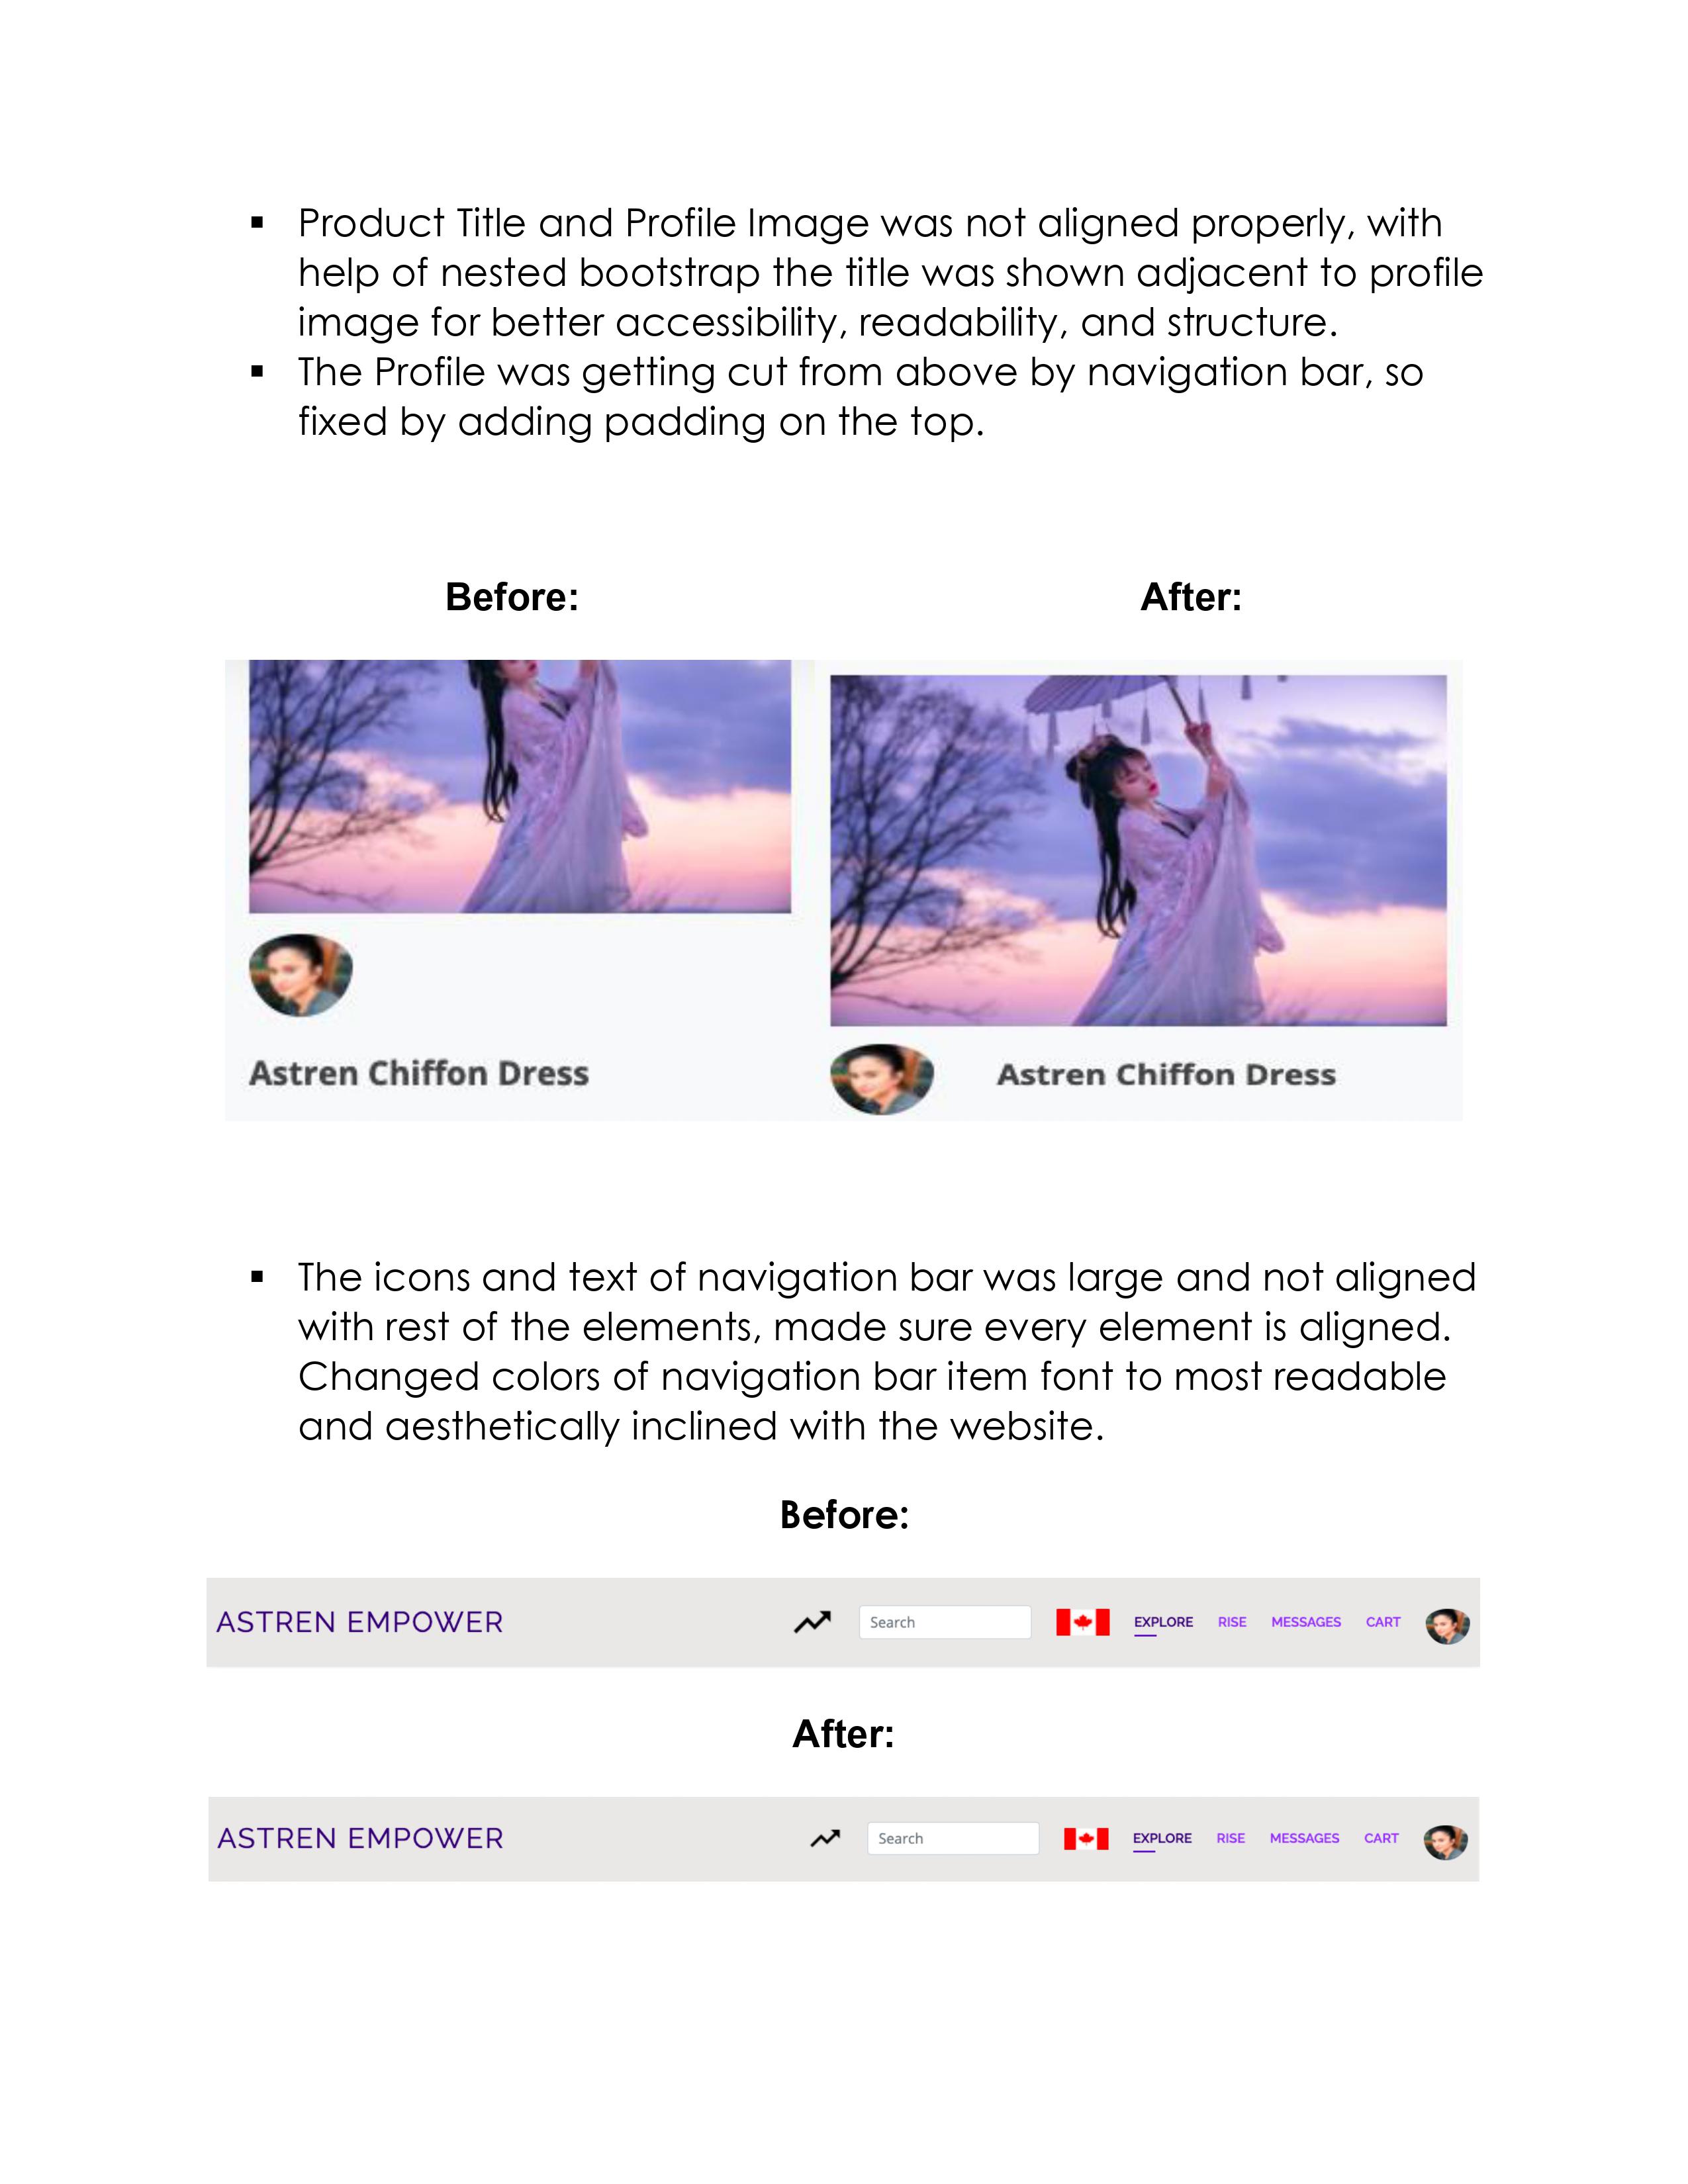 ▪ Product Title and Profile Image was not aligned properly, with
help of nested bootstrap the title was shown adjacent to profile
image for better accessibility, readability, and structure.
▪ The Profile was getting cut from above by navigation bar, so
fixed by adding padding on the top.
Before: After:
Astren Chiffon Dress Astren Chiffon Dress
▪ The icons and text of navigation bar was large and not aligned
with rest of the elements, made sure every element is aligned.
Changed colors of navigation bar item font to most readable
and aesthetically inclined with the website.
Before:
ASTREN EMPOWER Search EXPLORE RISE MESSAGES CART
After:
ASTREN EMPOWER Search EXPLORE RISE MESSAGES CART